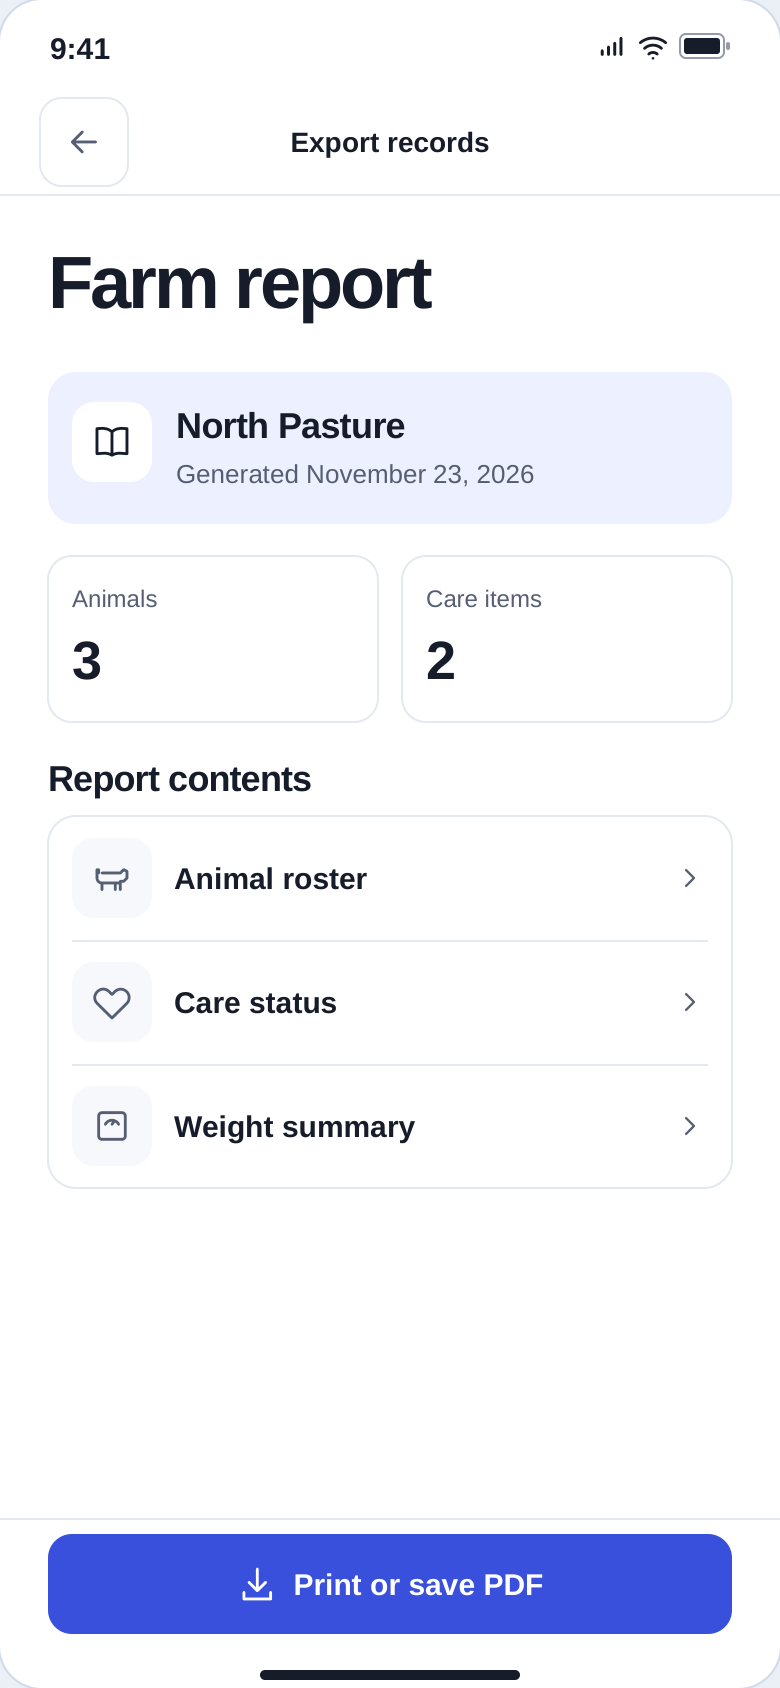 9:41
Export records
Farm report
North Pasture
Generated November 23, 2026
Animals
3
Care items
2
Report contents
Animal roster
Care status
Weight summary
Print or save PDF